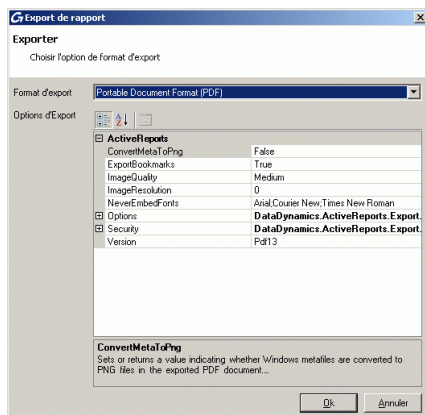 Export de rapport
Exporter
Choisir l'option de format d'export
Format d'export
Portable Document Format (PDF)
Options d'Export
ActiveReports
ConvertMetaToPng False
ExportBookmarks True
ImageQuality Medium
ImageResolution 0
NeverEmbedFonts Arial;Courier New;Times New Roman
Options DataDynamics.ActiveReports.Export.
Security DataDynamics.ActiveReports.Export.
Version Pdf13
ConvertMetaToPng
Sets or returns a value indicating whether Windows metafiles are converted to
PNG files in the exported PDF document....
Ok Annuler